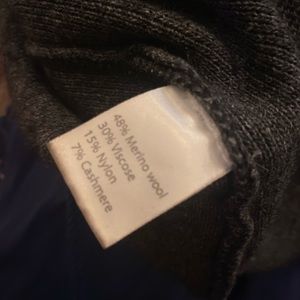 48% Merino wool
30% Viscose
15% Nylon
7% Cashmere